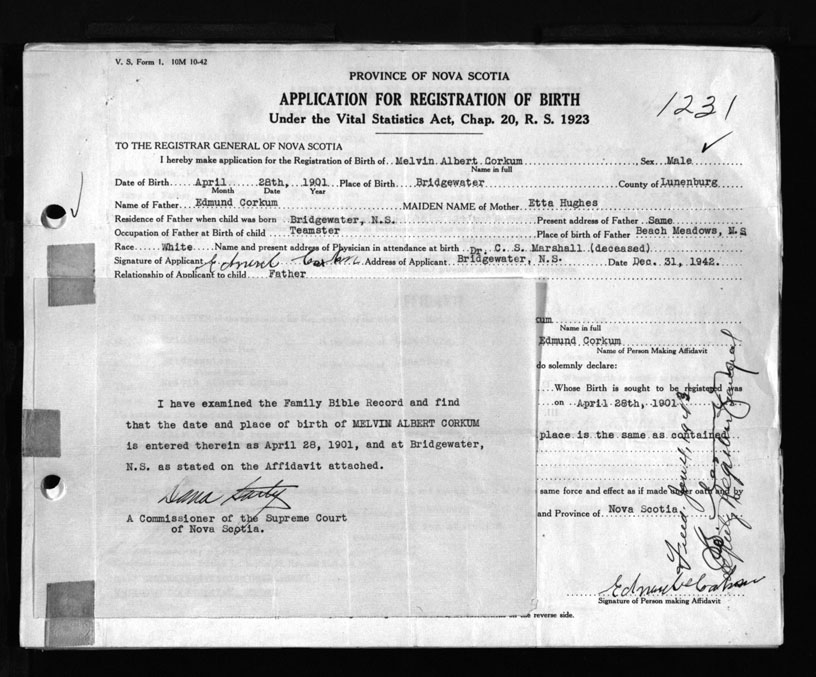 V. S. Form 1. 10M 10-42
PROVINCE OF NOVA SCOTIA
1231
APPLICATION FOR REGISTRATION OF BIRTH
Under the Vital Statistics Act, Chap. 20, R. S. 1923
TO THE REGISTRAR GENERAL OF NOVA SCOTIA
I hereby make application for the Registration of Birth of Melvin Albert Corkum Sex Male
Name in full
Date of Birth April 28th, 1901 Place of Birth Bridgewater County of Lunenburg
Month Date Year
Name of Father Edmund Corkum MAIDEN NAME of Mother Etta Hughes
Residence of Father when child was born Bridgewater, N.S. Present address of Father Same
Occupation of Father at Birth of child Teamster Place of birth of Father Beach Meadows, N.S
Race White Name and present address of Physician in attendance at birth Dr. C. S. Marshall (deceased)
Signature of Applicant Edmund Corkum Address of Applicant Bridgewater, N.S. Date Dec. 31, 1942.
Relationship of Applicant to child Father
I have examined the Family Bible Record and find
that the date and place of birth of MELVIN ALBERT CORKUM
is entered therein as April 28, 1901, and at Bridgewater,
N.S. as stated on the Affidavit attached.
A Commissioner of the Supreme Court
of Nova Scotia.
cum
Name in full
Edmund Corkum
Name of Person Making Affidavit
do solemnly declare:
Whose Birth is sought to be registered was
on April 28th, 1901
place is the same as contained
same force and effect as if made under oath and by
and Province of Nova Scotia
Edmund Corkum
Signature of Person making Affidavit
on the reverse side.